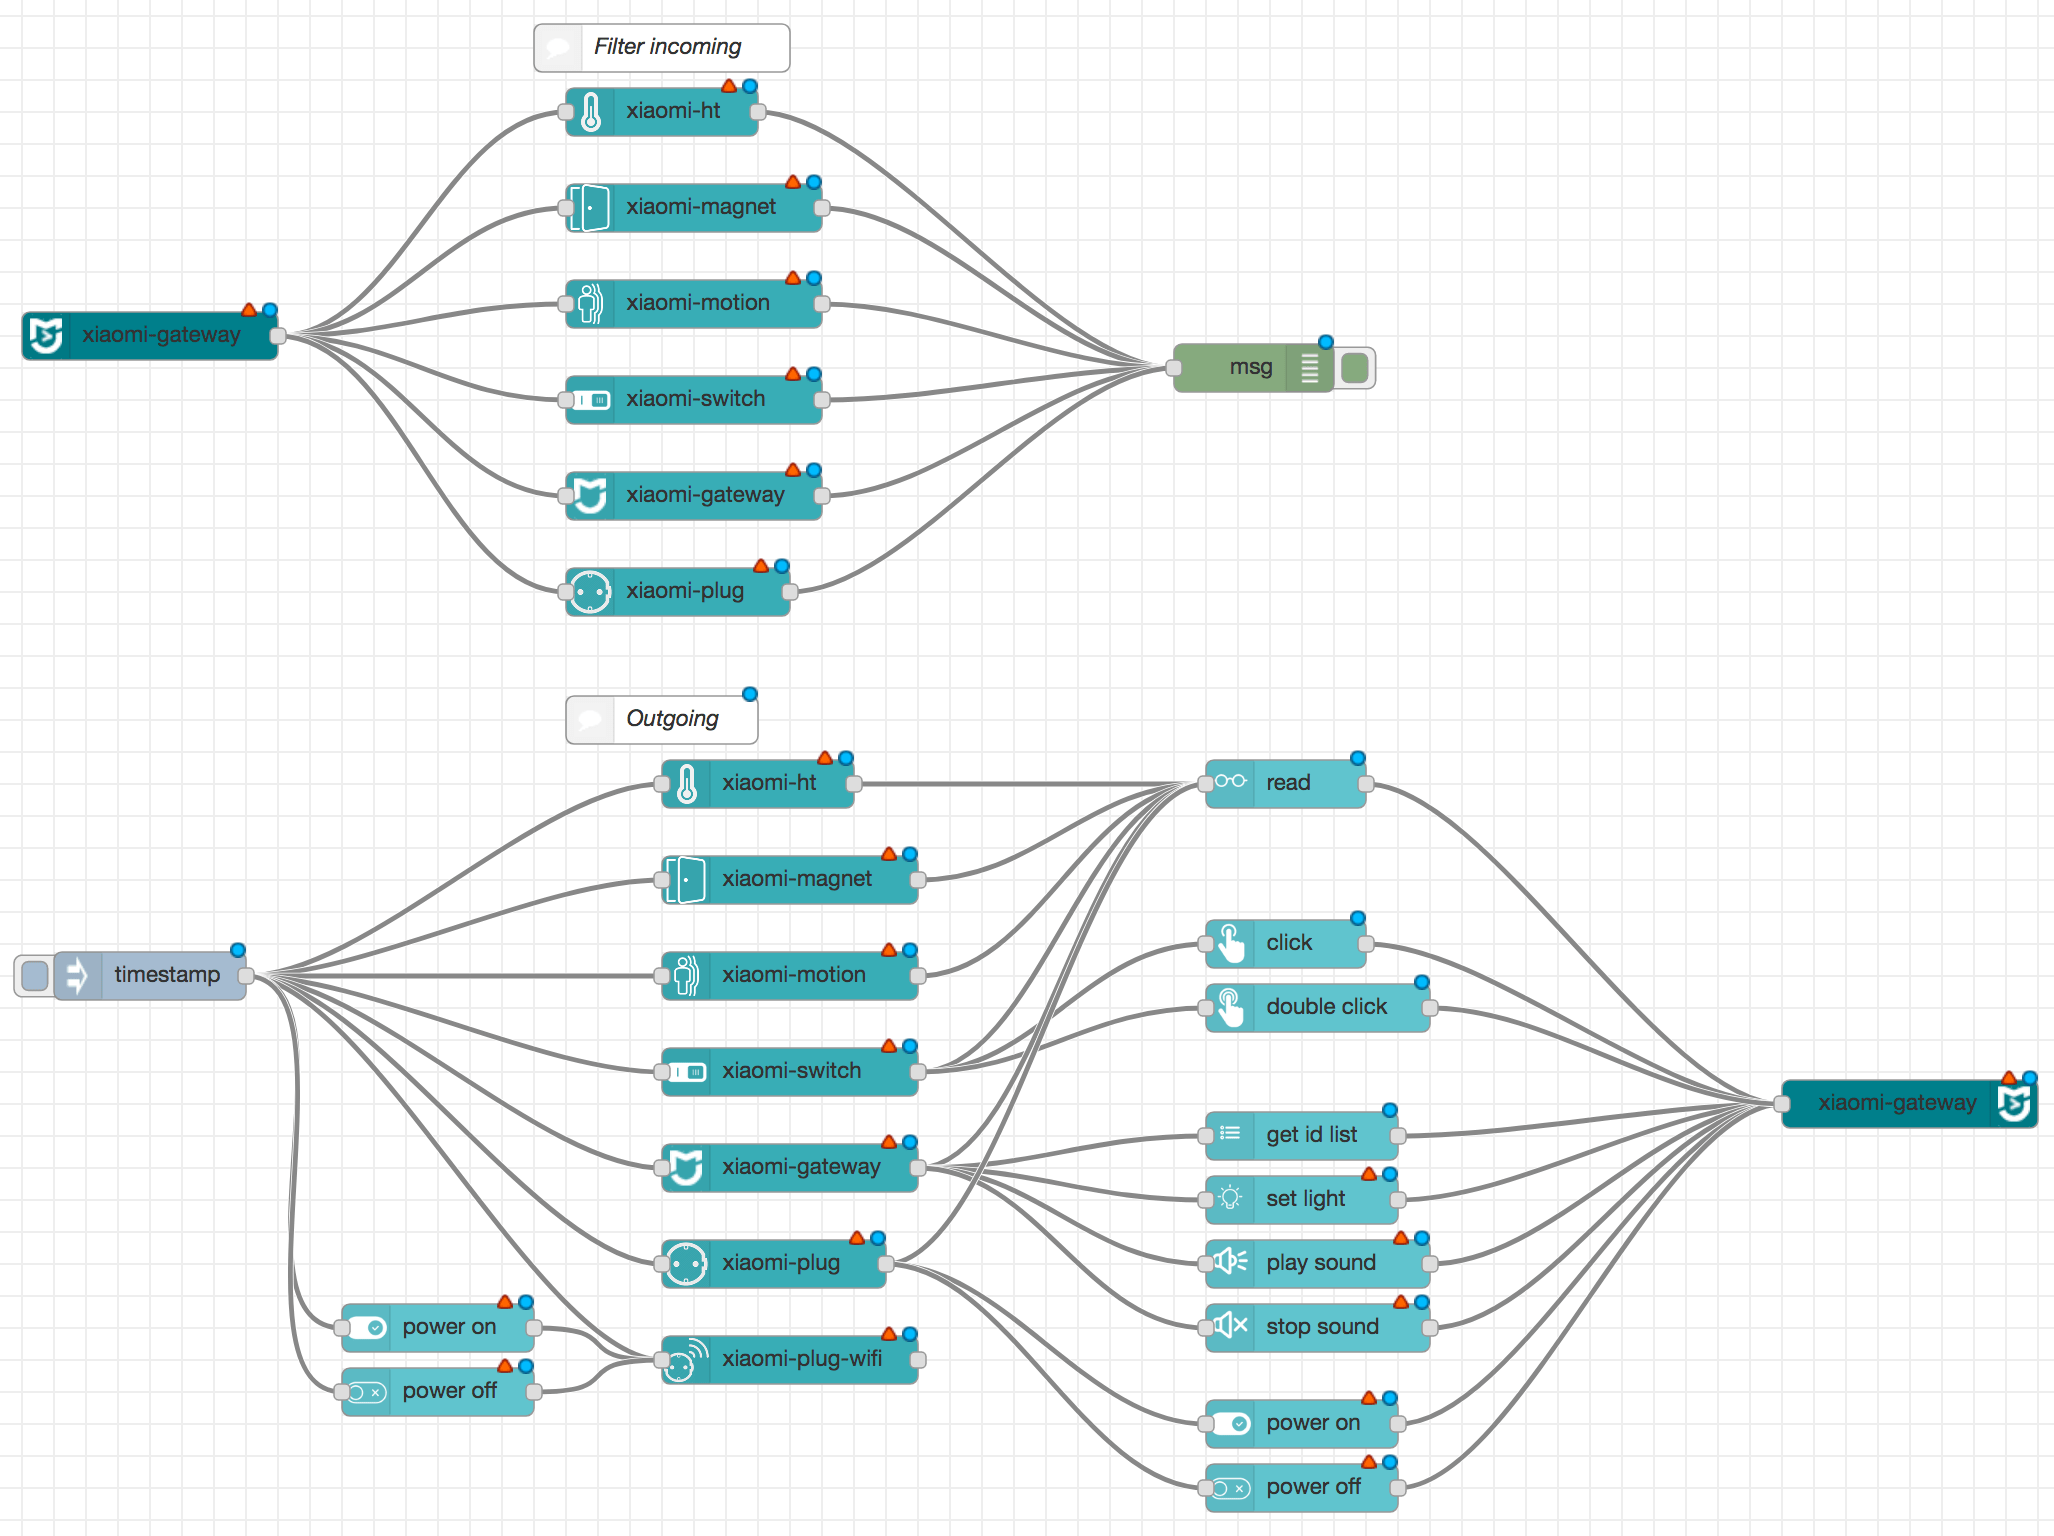 Filter incoming
xiaomi-ht
xiaomi-magnet
xiaomi-motion
xiaomi-gateway
msg
xiaomi-switch
xiaomi-gateway
xiaomi-plug
Outgoing
xiaomi-ht
read
xiaomi-magnet
click
timestamp
xiaomi-motion
double click
xiaomi-switch
xiaomi-gateway
get id list
xiaomi-gateway
set light
xiaomi-plug
play sound
power on
stop sound
xiaomi-plug-wifi
power off
power on
power off